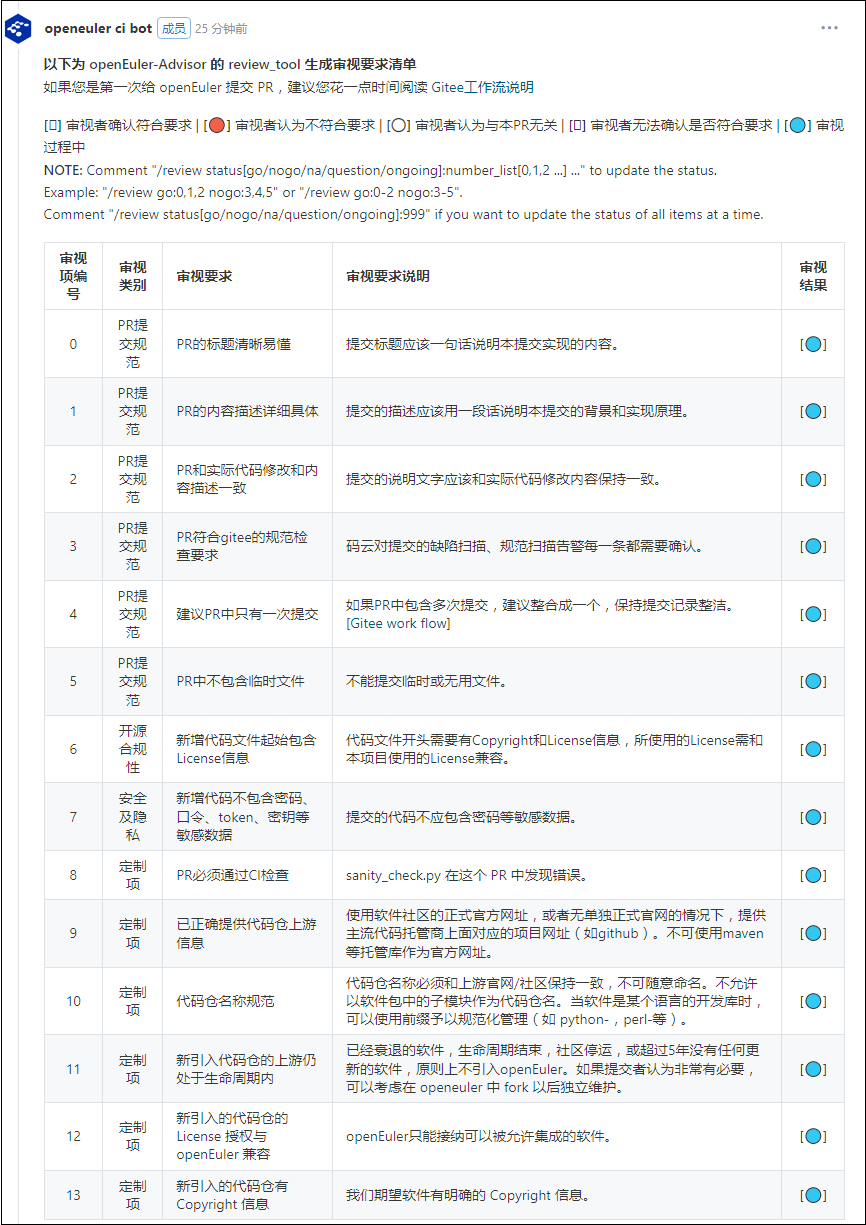 openeuler ci bot 成员 25 分钟前
以下为 openEuler-Advisor 的 review_tool 生成审视要求清单
如果您是第一次给 openEuler 提交 PR，建议您花一点时间阅读 Gitee工作流说明
[▯] 审视者确认符合要求 | [🔴] 审视者认为不符合要求 | [⚪] 审视者认为与本PR无关 | [▯] 审视者无法确认是否符合要求 | [🔵] 审视
过程中
NOTE: Comment "/review status[go/nogo/na/question/ongoing]:number_list[0,1,2 ...] ..." to update the status.
Example: "/review go:0,1,2 nogo:3,4,5" or "/review go:0-2 nogo:3-5".
Comment "/review status[go/nogo/na/question/ongoing]:999" if you want to update the status of all items at a time.
审视
项编
号
审视
类别
审视要求
审视要求说明
审视
结果
0
PR提
交规
范
PR的标题清晰易懂
提交标题应该一句话说明本提交实现的内容。
[🔵]
1
PR提
交规
范
PR的内容描述详细具体
提交的描述应该用一段话说明本提交的背景和实现原理。
[🔵]
2
PR提
交规
范
PR和实际代码修改和内
容描述一致
提交的说明文字应该和实际代码修改内容保持一致。
[🔵]
3
PR提
交规
范
PR符合gitee的规范检
查要求
码云对提交的缺陷扫描、规范扫描告警每一条都需要确认。
[🔵]
4
PR提
交规
范
建议PR中只有一次提交
如果PR中包含多次提交，建议整合成一个，保持提交记录整洁。
[Gitee work flow]
[🔵]
5
PR提
交规
范
PR中不包含临时文件
不能提交临时或无用文件。
[🔵]
6
开源
合规
性
新增代码文件起始包含
License信息
代码文件开头需要有Copyright和License信息，所使用的License需和
本项目使用的License兼容。
[🔵]
7
安全
及隐
私
新增代码不包含密码、
口令、token、密钥等
敏感数据
提交的代码不应包含密码等敏感数据。
[🔵]
8
定制
项
PR必须通过CI检查
sanity_check.py 在这个 PR 中发现错误。
[🔵]
9
定制
项
已正确提供代码仓上游
信息
使用软件社区的正式官方网址，或者无单独正式官网的情况下，提供
主流代码托管商上面对应的项目网址（如github）。不可使用maven
等托管库作为官方网址。
[🔵]
10
定制
项
代码仓名称规范
代码仓名称必须和上游官网/社区保持一致，不可随意命名。不允许
以软件包中的子模块作为代码仓名。当软件是某个语言的开发库时，
可以使用前缀予以规范化管理（如 python-，perl-等）。
[🔵]
11
定制
项
新引入代码仓的上游仍
处于生命周期内
已经衰退的软件，生命周期结束，社区停运，或超过5年没有任何更
新的软件，原则上不引入openEuler。如果提交者认为非常有必要，
可以考虑在 openeuler 中 fork 以后独立维护。
[🔵]
12
定制
项
新引入的代码仓的
License 授权与
openEuler 兼容
openEuler只能接纳可以被允许集成的软件。
[🔵]
13
定制
项
新引入的代码仓有
Copyright 信息
我们期望软件有明确的 Copyright 信息。
[🔵]